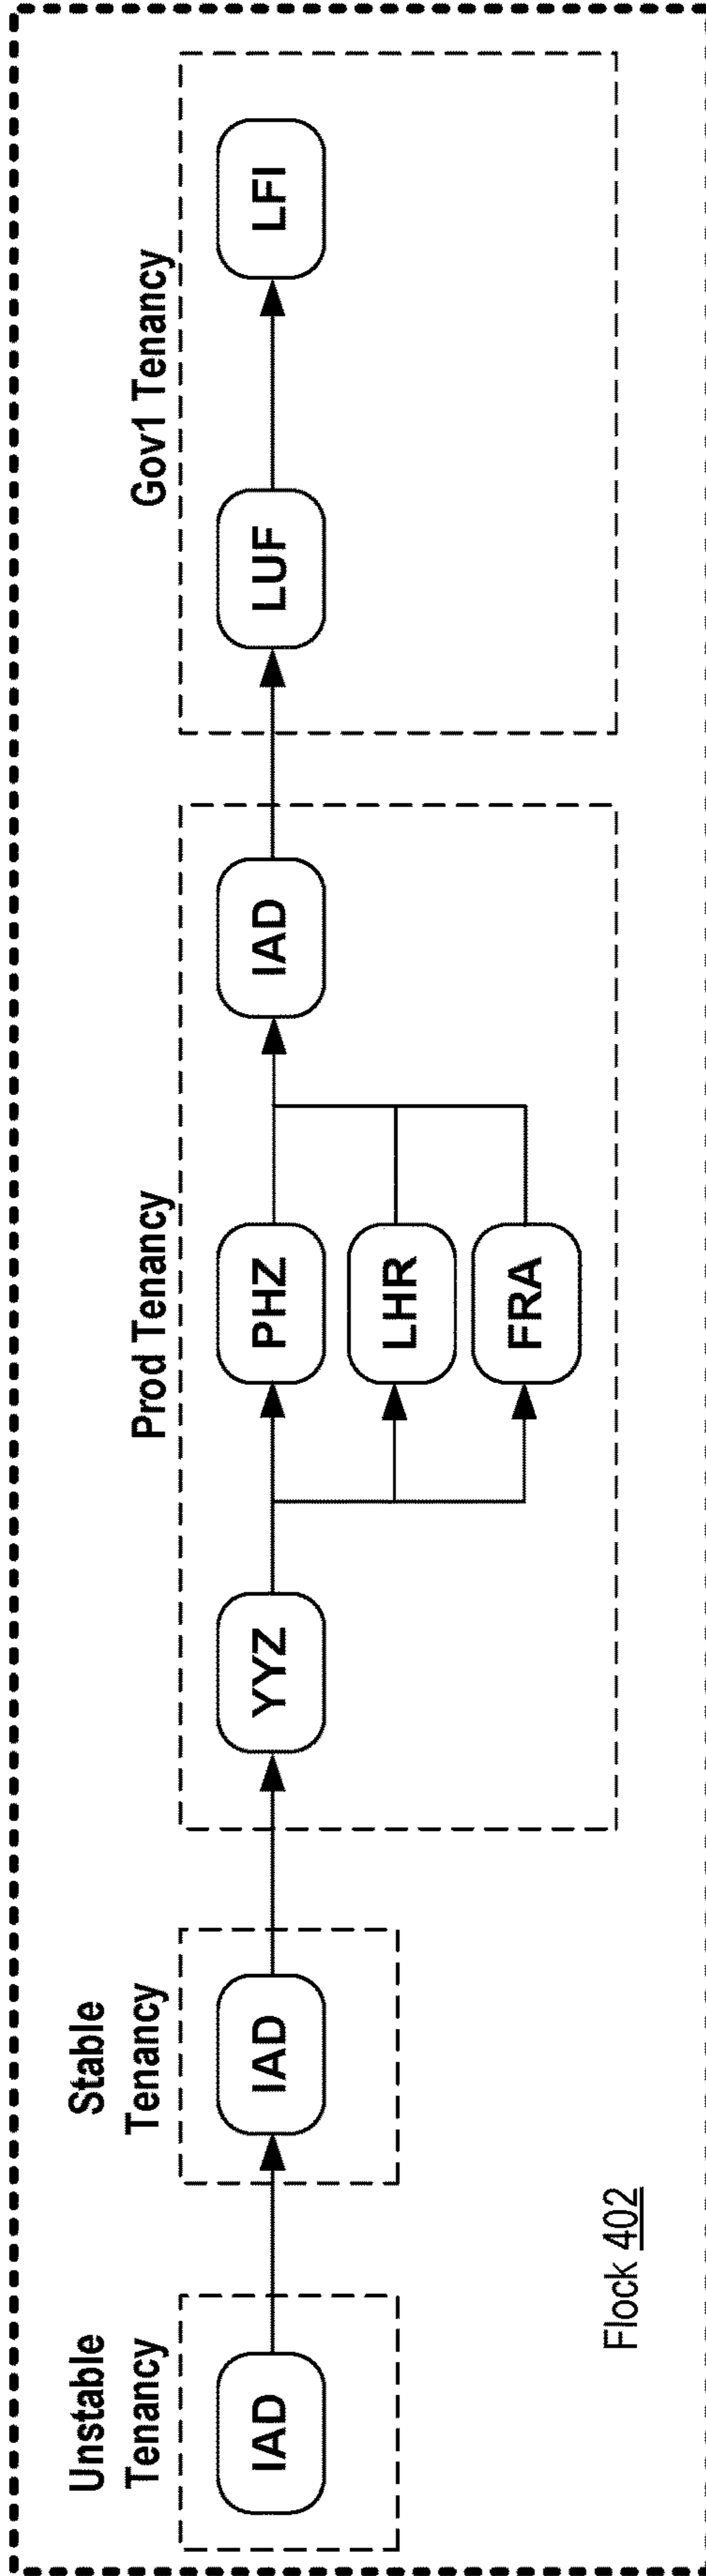 Unstable
Tenancy
IAD
Stable
Tenancy
IAD
Prod Tenancy
YYZ
PHZ
LHR
FRA
IAD
Gov1 Tenancy
LUF
LFI
Flock 402